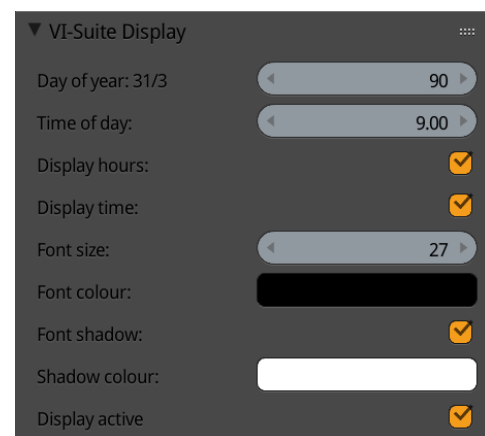 VI-Suite Display
Day of year: 31/3 90
Time of day: 9.00
Display hours:
Display time:
Font size: 27
Font colour:
Font shadow:
Shadow colour:
Display active